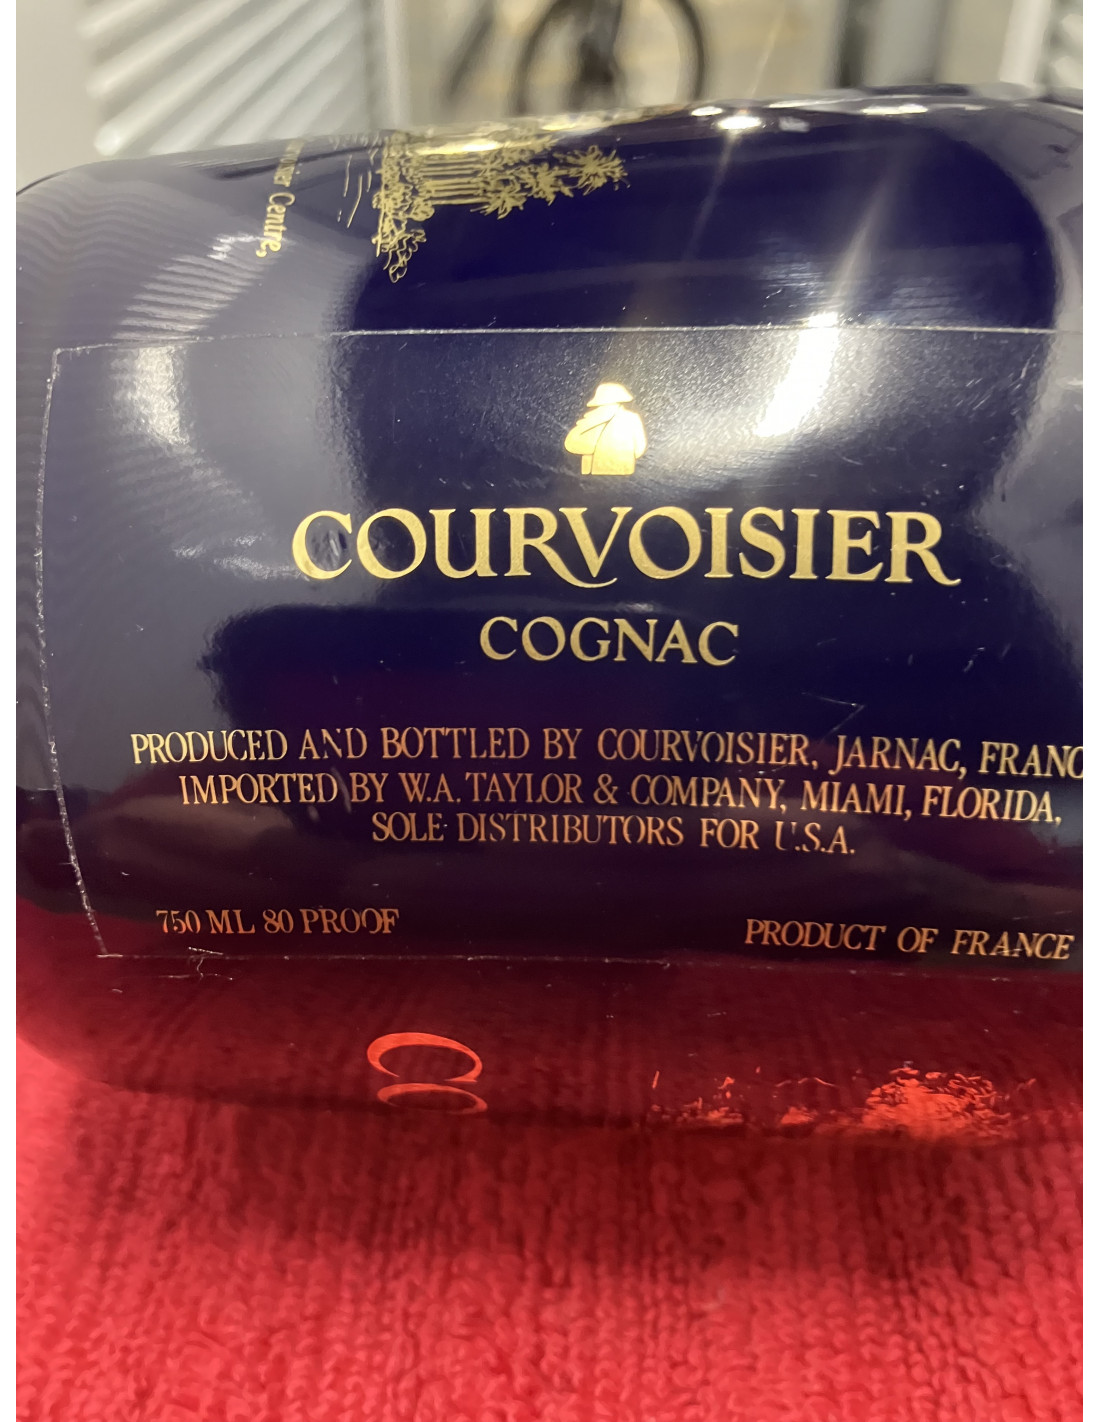 Centre,
COURVOISIER
COGNAC
PRODUCED AND BOTTLED BY COURVOISIER, JARNAC, FRANC
IMPORTED BY W.A. TAYLOR & COMPANY, MIAMI, FLORIDA,
SOLE DISTRIBUTORS FOR U.S.A.
750 ML 80 PROOF
PRODUCT OF FRANCE